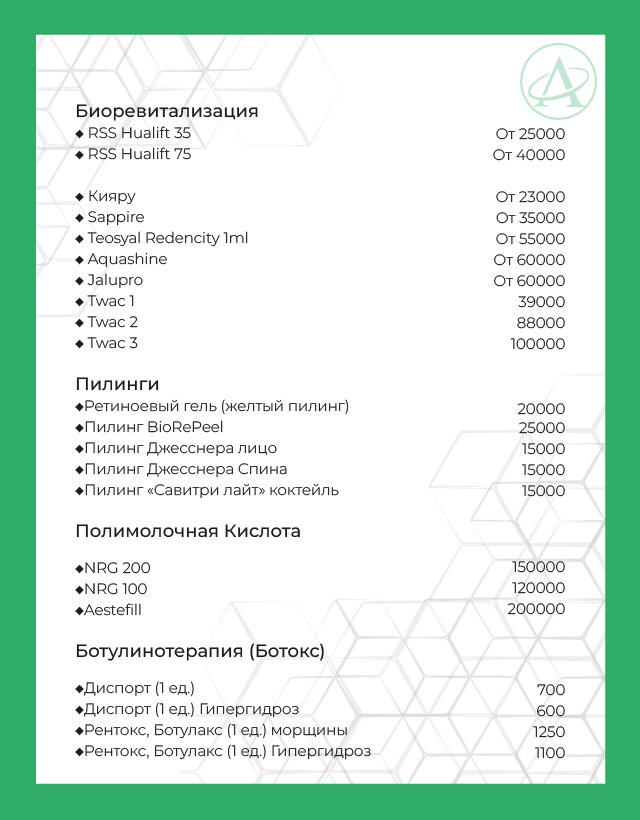 A
Биоревитализация
◆ RSS Hualift 35 От 25000
◆ RSS Hualift 75 От 40000
◆ Кияру От 23000
◆ Sappire От 35000
◆ Teosyal Redencity 1ml От 55000
◆ Aquashine От 60000
◆ Jalupro От 60000
◆ Twac 1 39000
◆ Twac 2 88000
◆ Twac 3 100000
Пилинги
◆Ретиноевый гель (желтый пилинг) 20000
◆Пилинг BioRePeel 25000
◆Пилинг Джесснера лицо 15000
◆Пилинг Джесснера Спина 15000
◆Пилинг «Савитри лайт» коктейль 15000
Полимолочная Кислота
◆NRG 200 150000
◆NRG 100 120000
◆Aestefill 200000
Ботулинотерапия (Ботокс)
◆Диспорт (1 ед.) 700
◆Диспорт (1 ед.) Гипергидроз 600
◆Рентокс, Ботулакс (1 ед.) морщины 1250
◆Рентокс, Ботулакс (1 ед.) Гипергидроз 1100